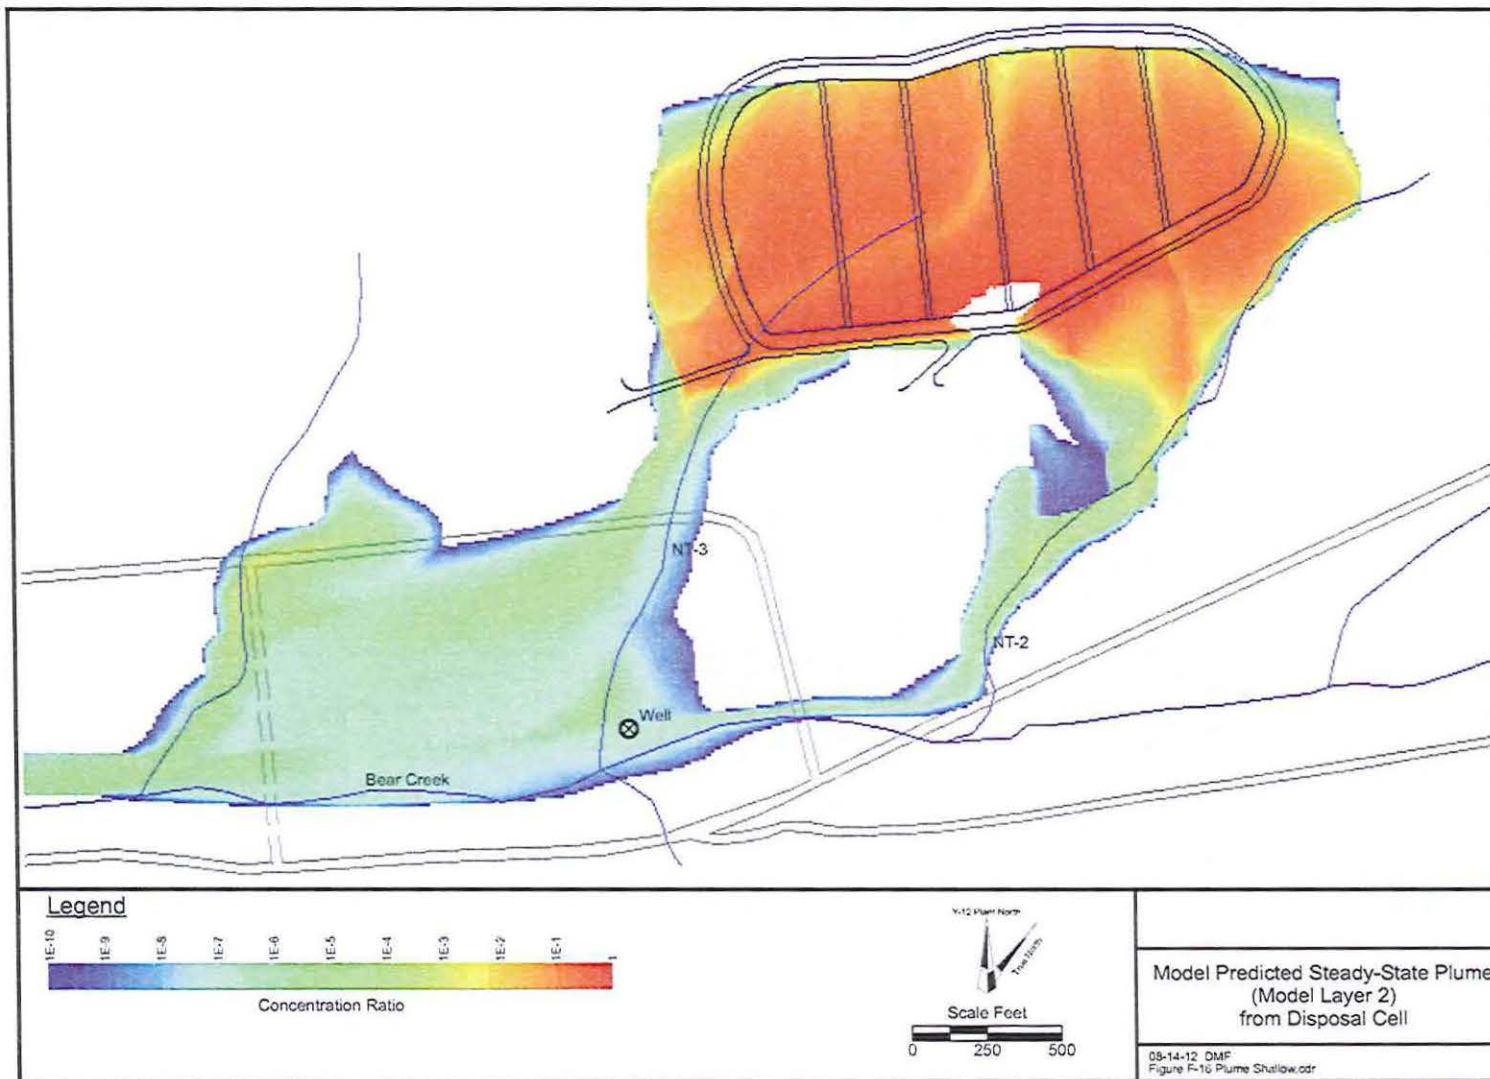 NT-3
NT-2
Well
Bear Creek
Legend
1E-10 1E-9 1E-8 1E-7 1E-6 1E-5 1E-4 1E-3 1E-2 1E-1 1
Concentration Ratio
Y-12 Plant North
True North
Scale Feet
0 250 500
Model Predicted Steady-State Plume
(Model Layer 2)
from Disposal Cell
08-14-12 DMF
Figure F-16 Plume Shallow.cdr